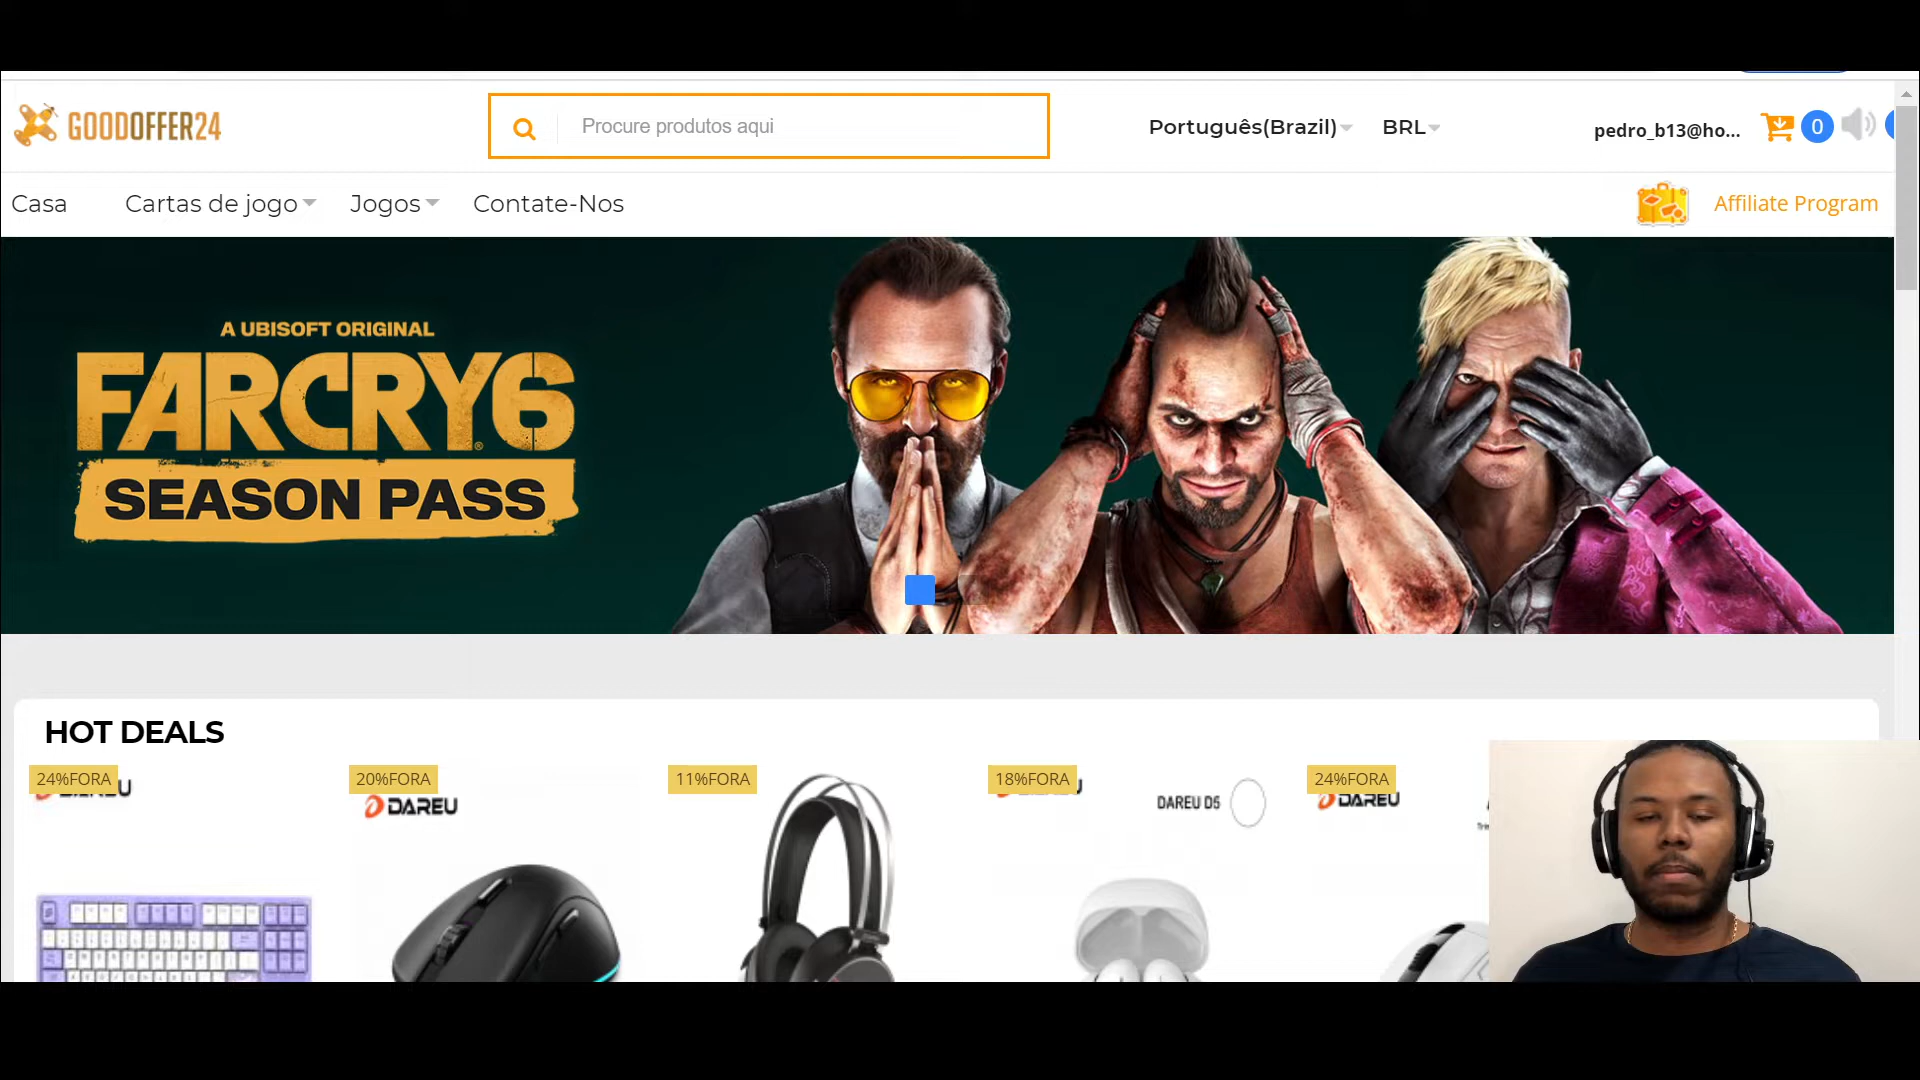 GOODOFFER24
Procure produtos aqui
Português(Brazil)
BRL
pedro_b13@ho...
0
Casa
Cartas de jogo
Jogos
Contate-Nos
Affiliate Program
A UBISOFT ORIGINAL
FARCRY6
SEASON PASS
HOT DEALS
24%FORA
20%FORA
DAREU
11%FORA
18%FORA
DAREU D5
24%FORA
DAREU